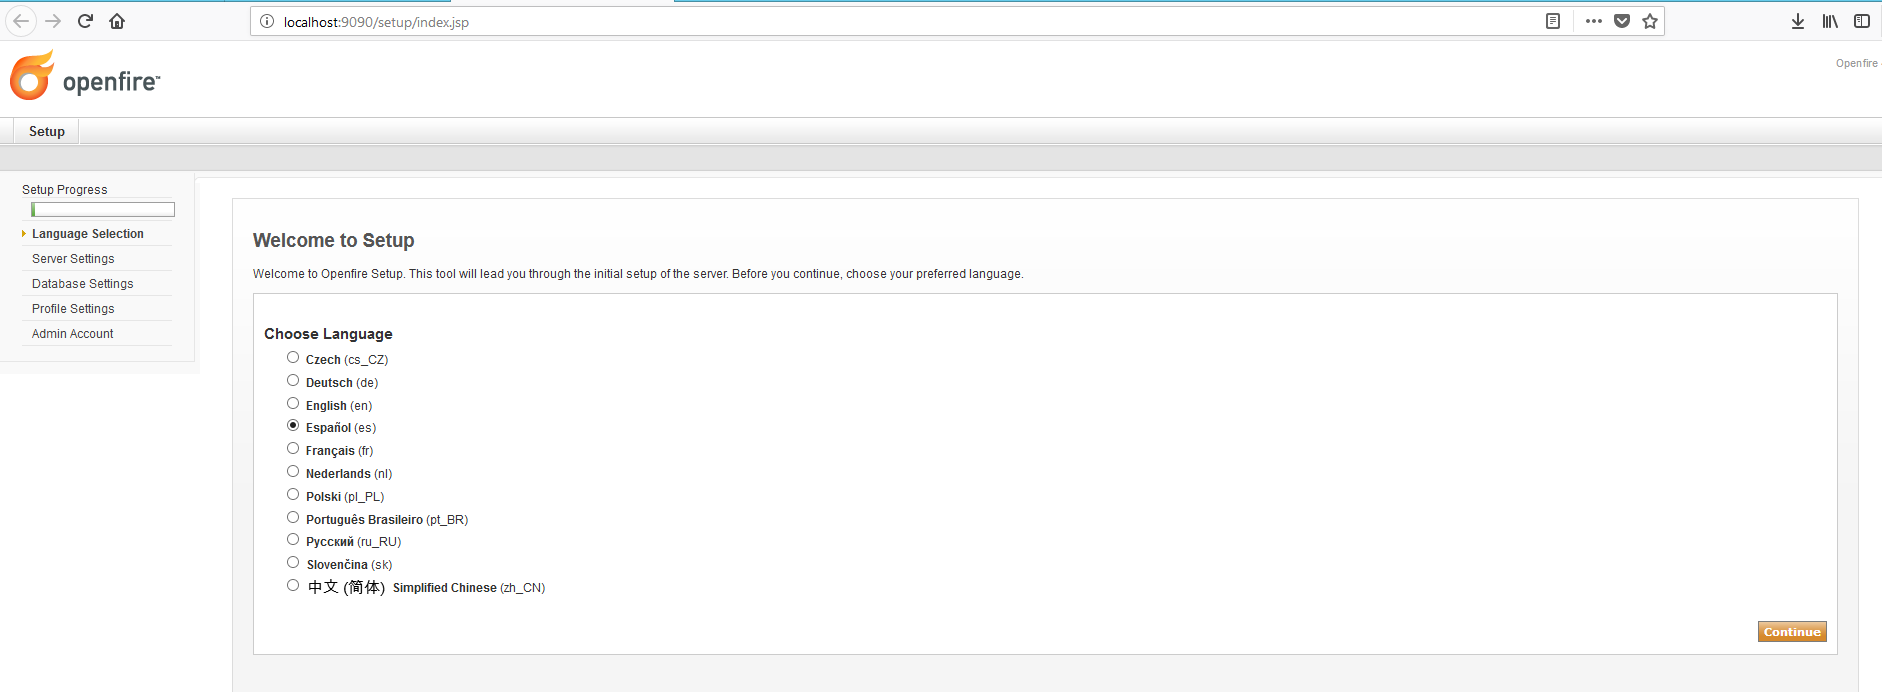 localhost:9090/setup/index.jsp
openfire™
Openfire
Setup
Setup Progress
Language Selection
Server Settings
Database Settings
Profile Settings
Admin Account
Welcome to Setup
Welcome to Openfire Setup. This tool will lead you through the initial setup of the server. Before you continue, choose your preferred language.
Choose Language
Czech (cs_CZ)
Deutsch (de)
English (en)
Español (es)
Français (fr)
Nederlands (nl)
Polski (pl_PL)
Português Brasileiro (pt_BR)
Русский (ru_RU)
Slovenčina (sk)
中文 (简体) Simplified Chinese (zh_CN)
Continue